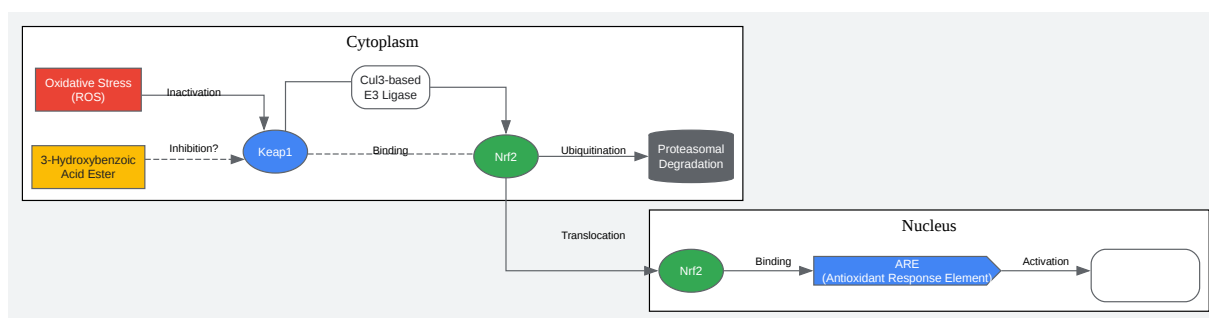 Cytoplasm
Oxidative Stress
(ROS)
Inactivation
Cul3-based
E3 Ligase
3-Hydroxybenzoic
Acid Ester
Inhibition?
Keap1
Binding
Nrf2
Ubiquitination
Proteasomal
Degradation
Translocation
Nucleus
Nrf2
Binding
ARE
(Antioxidant Response Element)
Activation